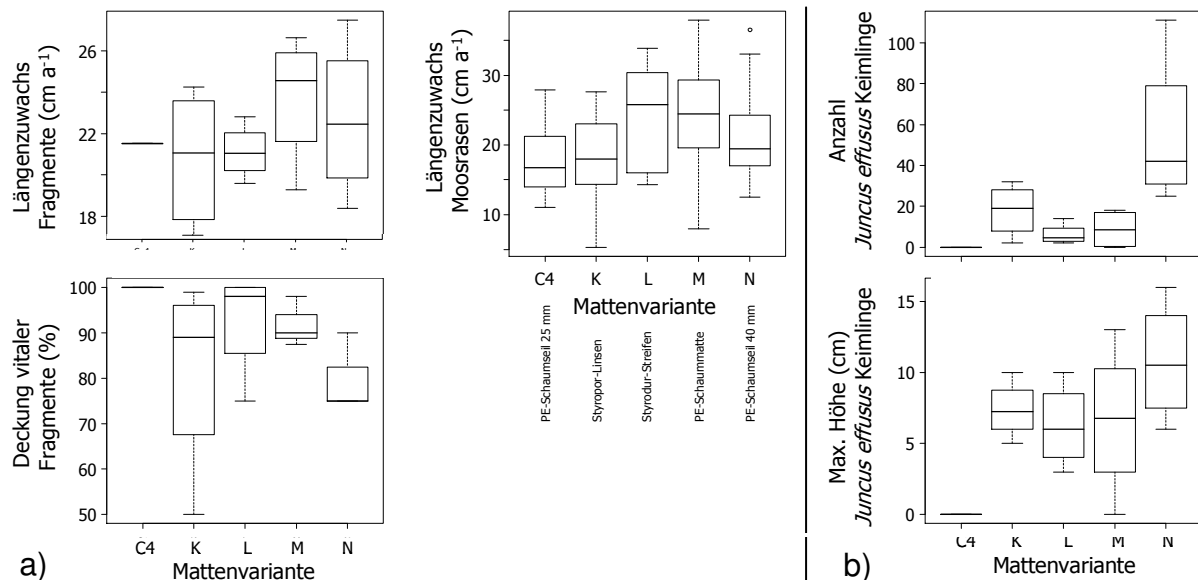 Längenzuwachs
Fragmente (cm a⁻¹)
26
22
18
K
L
M
N
Deckung vitaler
Fragmente (%)
100
90
80
70
60
50
C4 K L M N
Mattenvariante
a)
Längenzuwachs
Moosrasen (cm a⁻¹)
30
20
10
C4 K L M N
Mattenvariante
PE-Schaumseil 25 mm
Styropor-Linsen
Styrodur-Streifen
PE-Schaummatte
PE-Schaumseil 40 mm
Anzahl
Juncus effusus Keimlinge
100
80
60
40
20
0
Max. Höhe (cm)
Juncus effusus Keimlinge
15
10
5
0
C4 K L M N
Mattenvariante
b)